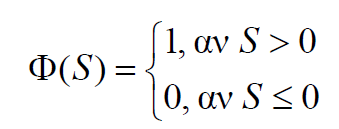 Φ(S) = { 1, αν S > 0
0, αν S ≤ 0